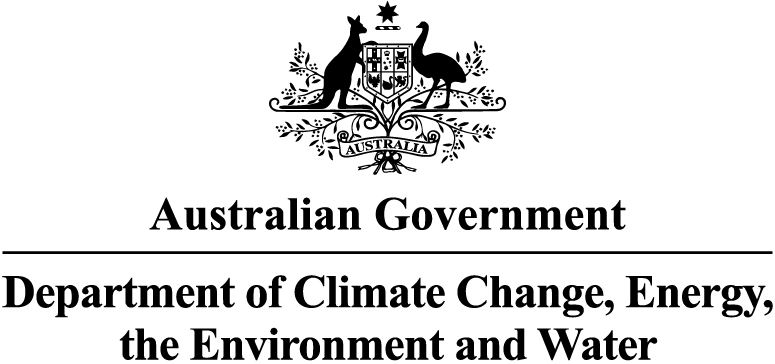 AUSTRALIA
Australian Government
Department of Climate Change, Energy,
the Environment and Water